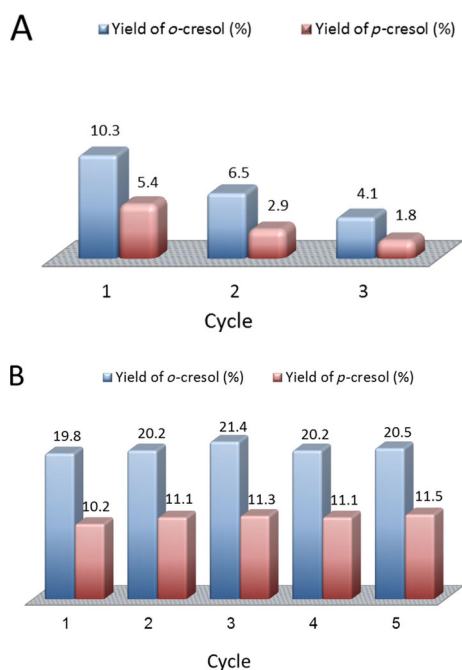 A
Yield of o-cresol (%) Yield of p-cresol (%)
10.3
5.4
6.5
2.9
4.1
1.8
1 2 3
Cycle
B
Yield of o-cresol (%) Yield of p-cresol (%)
19.8
10.2
20.2
11.1
21.4
11.3
20.2
11.1
20.5
11.5
1 2 3 4 5
Cycle